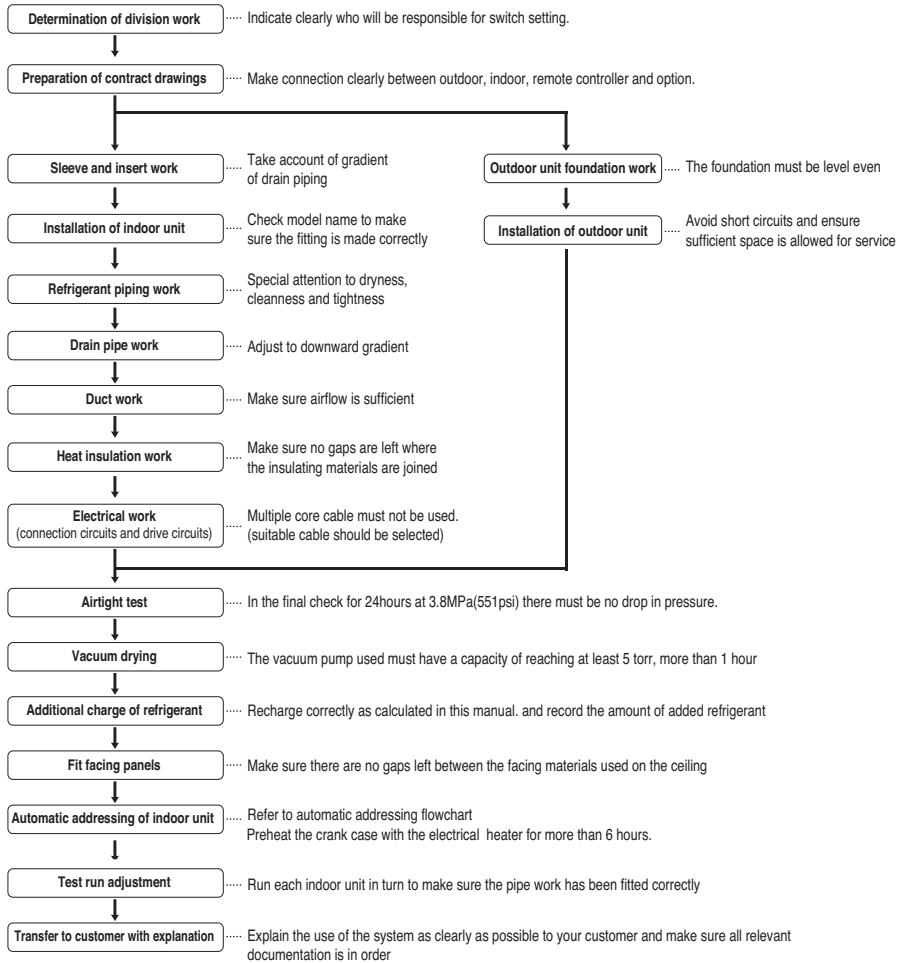 Determination of division work
Indicate clearly who will be responsible for switch setting.
Preparation of contract drawings
Make connection clearly between outdoor, indoor, remote controller and option.
Sleeve and insert work
Take account of gradient
of drain piping
Outdoor unit foundation work
The foundation must be level even
Installation of indoor unit
Check model name to make
sure the fitting is made correctly
Installation of outdoor unit
Avoid short circuits and ensure
sufficient space is allowed for service
Refrigerant piping work
Special attention to dryness,
cleanness and tightness
Drain pipe work
Adjust to downward gradient
Duct work
Make sure airflow is sufficient
Heat insulation work
Make sure no gaps are left where
the insulating materials are joined
Electrical work
(connection circuits and drive circuits)
Multiple core cable must not be used.
(suitable cable should be selected)
Airtight test
In the final check for 24hours at 3.8MPa(551psi) there must be no drop in pressure.
Vacuum drying
The vacuum pump used must have a capacity of reaching at least 5 torr, more than 1 hour
Additional charge of refrigerant
Recharge correctly as calculated in this manual. and record the amount of added refrigerant
Fit facing panels
Make sure there are no gaps left between the facing materials used on the ceiling
Automatic addressing of indoor unit
Refer to automatic addressing flowchart
Preheat the crank case with the electrical heater for more than 6 hours.
Test run adjustment
Run each indoor unit in turn to make sure the pipe work has been fitted correctly
Transfer to customer with explanation
Explain the use of the system as clearly as possible to your customer and make sure all relevant
documentation is in order